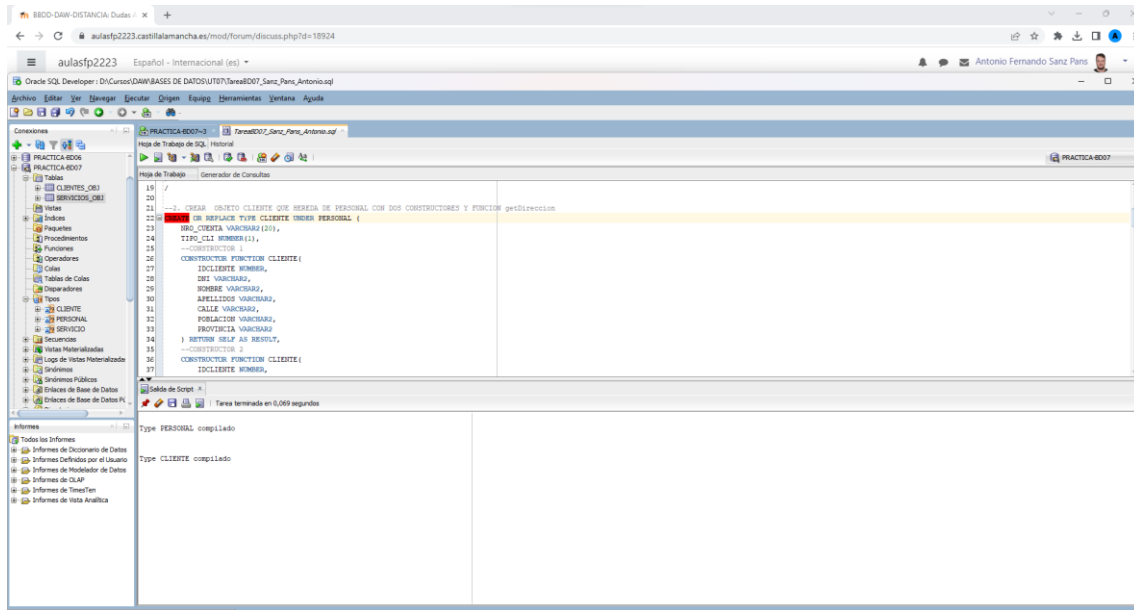 BBDD-DAW-DISTANCIA: Dudas
aulasfp2223.castillalamancha.es/mod/forum/discuss.php?d=18924
A
aulasfp2223 Español - Internacional (es)
Antonio Fernando Sanz Pans
Oracle SQL Developer : D:\Cursos\DAW\BASES DE DATOS\UT07\TareaBD07_Sanz_Pans_Antonio.sql
Archivo Editar Ver Navegar Ejecutar Origen Equipo Herramientas Ventana Ayuda
Conexiones
PRACTICA-BD06
PRACTICA-BD07
Tablas
CLIENTES_OBJ
SERVICIOS_OBJ
Vistas
Índices
Paquetes
Procedimientos
Funciones
Operadores
Colas
Tablas de Colas
Disparadores
Tipos
CLIENTE
PERSONAL
SERVICIO
Secuencias
Vistas Materializadas
Logs de Vistas Materializadas
Sinónimos
Sinónimos Públicos
Enlaces de Base de Datos
Enlaces de Base de Datos Pú
Informes
Todos los Informes
Informes de Diccionario de Datos
Informes Definidos por el Usuario
Informes de Modelador de Datos
Informes de OLAP
Informes de TimesTen
Informes de Vista Analítica
PRACTICA-BD07~3 TareaBD07_Sanz_Pans_Antonio.sql
Hoja de Trabajo de SQL Historial
PRACTICA-BD07
Hoja de Trabajo Generador de Consultas
19 /
20
21 --2. CREAR OBJETO CLIENTE QUE HEREDA DE PERSONAL CON DOS CONSTRUCTORES Y FUNCION getDireccion
22 CREATE OR REPLACE TYPE CLIENTE UNDER PERSONAL (
23 NRO_CUENTA VARCHAR2(20),
24 TIPO_CLI NUMBER(1),
25 --CONSTRUCTOR 1
26 CONSTRUCTOR FUNCTION CLIENTE(
27 IDCLIENTE NUMBER,
28 DNI VARCHAR2,
29 NOMBRE VARCHAR2,
30 APELLIDOS VARCHAR2,
31 CALLE VARCHAR2,
32 POBLACION VARCHAR2,
33 PROVINCIA VARCHAR2
34 ) RETURN SELF AS RESULT,
35 --CONSTRUCTOR 2
36 CONSTRUCTOR FUNCTION CLIENTE(
37 IDCLIENTE NUMBER,
Salida de Script
Tarea terminada en 0,069 segundos
Type PERSONAL compilado
Type CLIENTE compilado